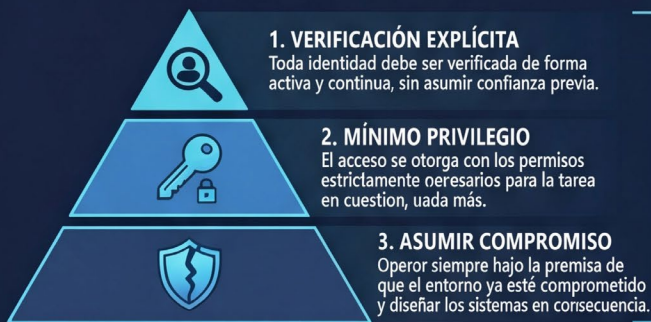 1. VERIFICACIÓN EXPLÍCITA
Toda identidad debe ser verificada de forma
activa y continua, sin asumir confianza previa.
2. MÍNIMO PRIVILEGIO
El acceso se otorga con los permisos
estrictamente oeresarios para la tarea
en cuestion, uada más.
3. ASUMIR COMPROMISO
Operor siempre hajo la premisa de
que el entorno ya esté comprometido
y diseñar los sistemas en corsecuencia.